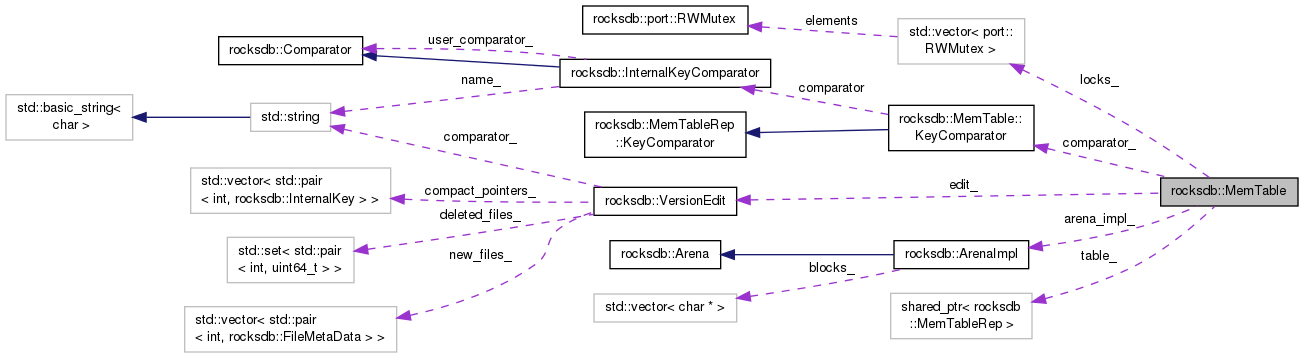 rocksdb::port::RWMutex
elements
std::vector< port::
RWMutex >
rocksdb::Comparator
user_comparator_
rocksdb::InternalKeyComparator
name_
comparator
locks_
std::basic_string<
char >
std::string
rocksdb::MemTableRep
::KeyComparator
rocksdb::MemTable::
KeyComparator
comparator_
comparator_
std::vector< std::pair
< int, rocksdb::InternalKey > >
compact_pointers_
rocksdb::VersionEdit
edit_
rocksdb::MemTable
deleted_files_
std::set< std::pair
< int, uint64_t > >
new_files_
rocksdb::Arena
rocksdb::ArenaImpl
arena_impl_
table_
blocks_
std::vector< char * >
shared_ptr< rocksdb
::MemTableRep >
std::vector< std::pair
< int, rocksdb::FileMetaData > >